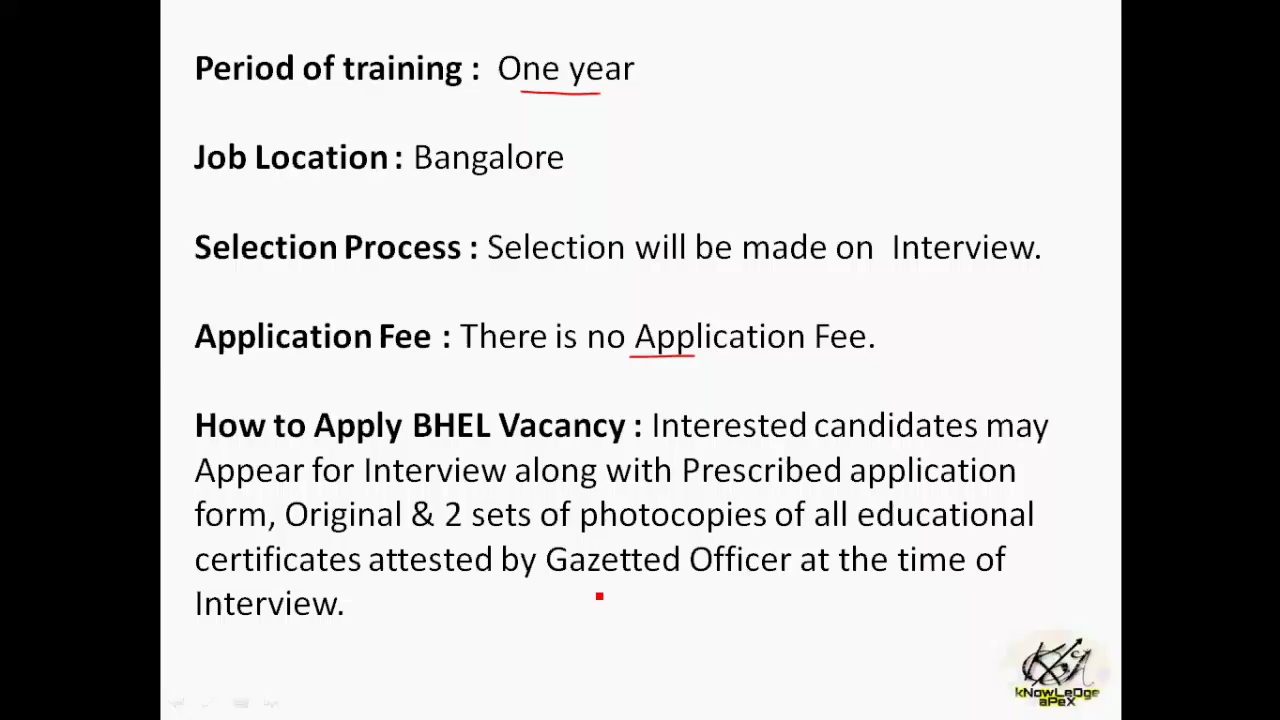 Period of training : One year
Job Location : Bangalore
Selection Process : Selection will be made on Interview.
Application Fee : There is no Application Fee.
How to Apply BHEL Vacancy : Interested candidates may
Appear for Interview along with Prescribed application
form, Original & 2 sets of photocopies of all educational
certificates attested by Gazetted Officer at the time of
Interview.
kNowLeDge
aPeX